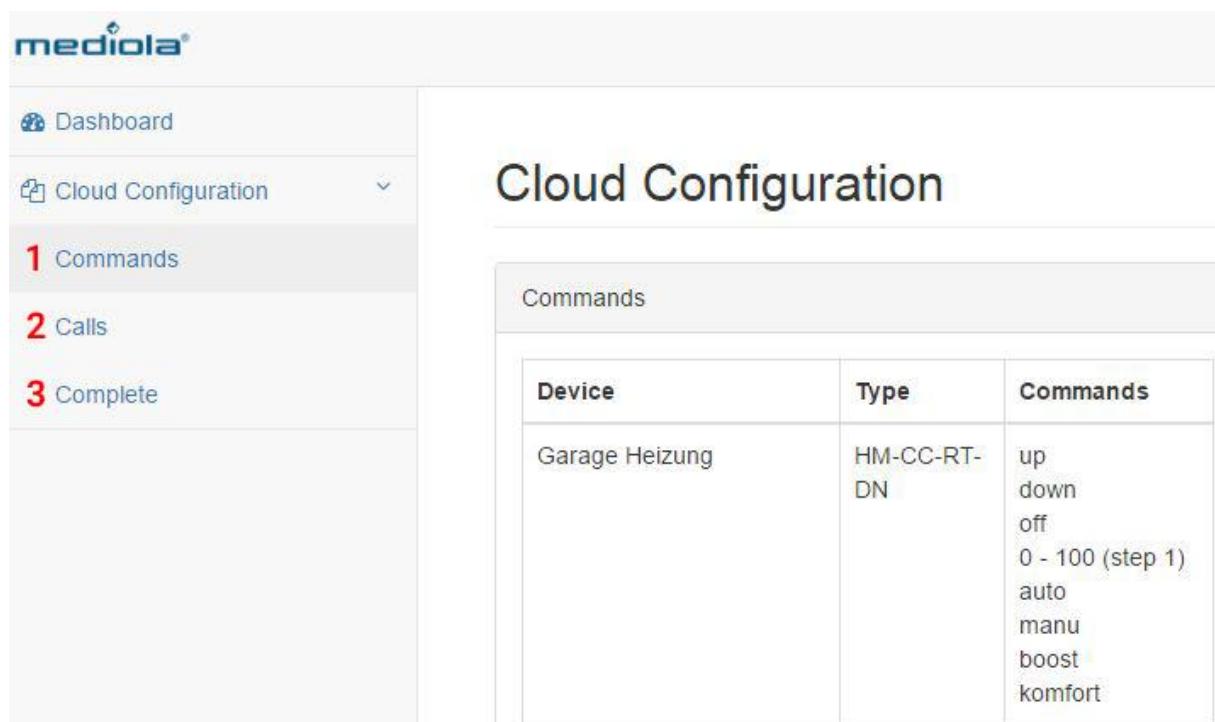 mediola®
Dashboard
Cloud Configuration
1 Commands
2 Calls
3 Complete
Cloud Configuration
Commands
Device Type Commands
Garage Heizung HM-CC-RT- up
DN down
off
0 - 100 (step 1)
auto
manu
boost
komfort